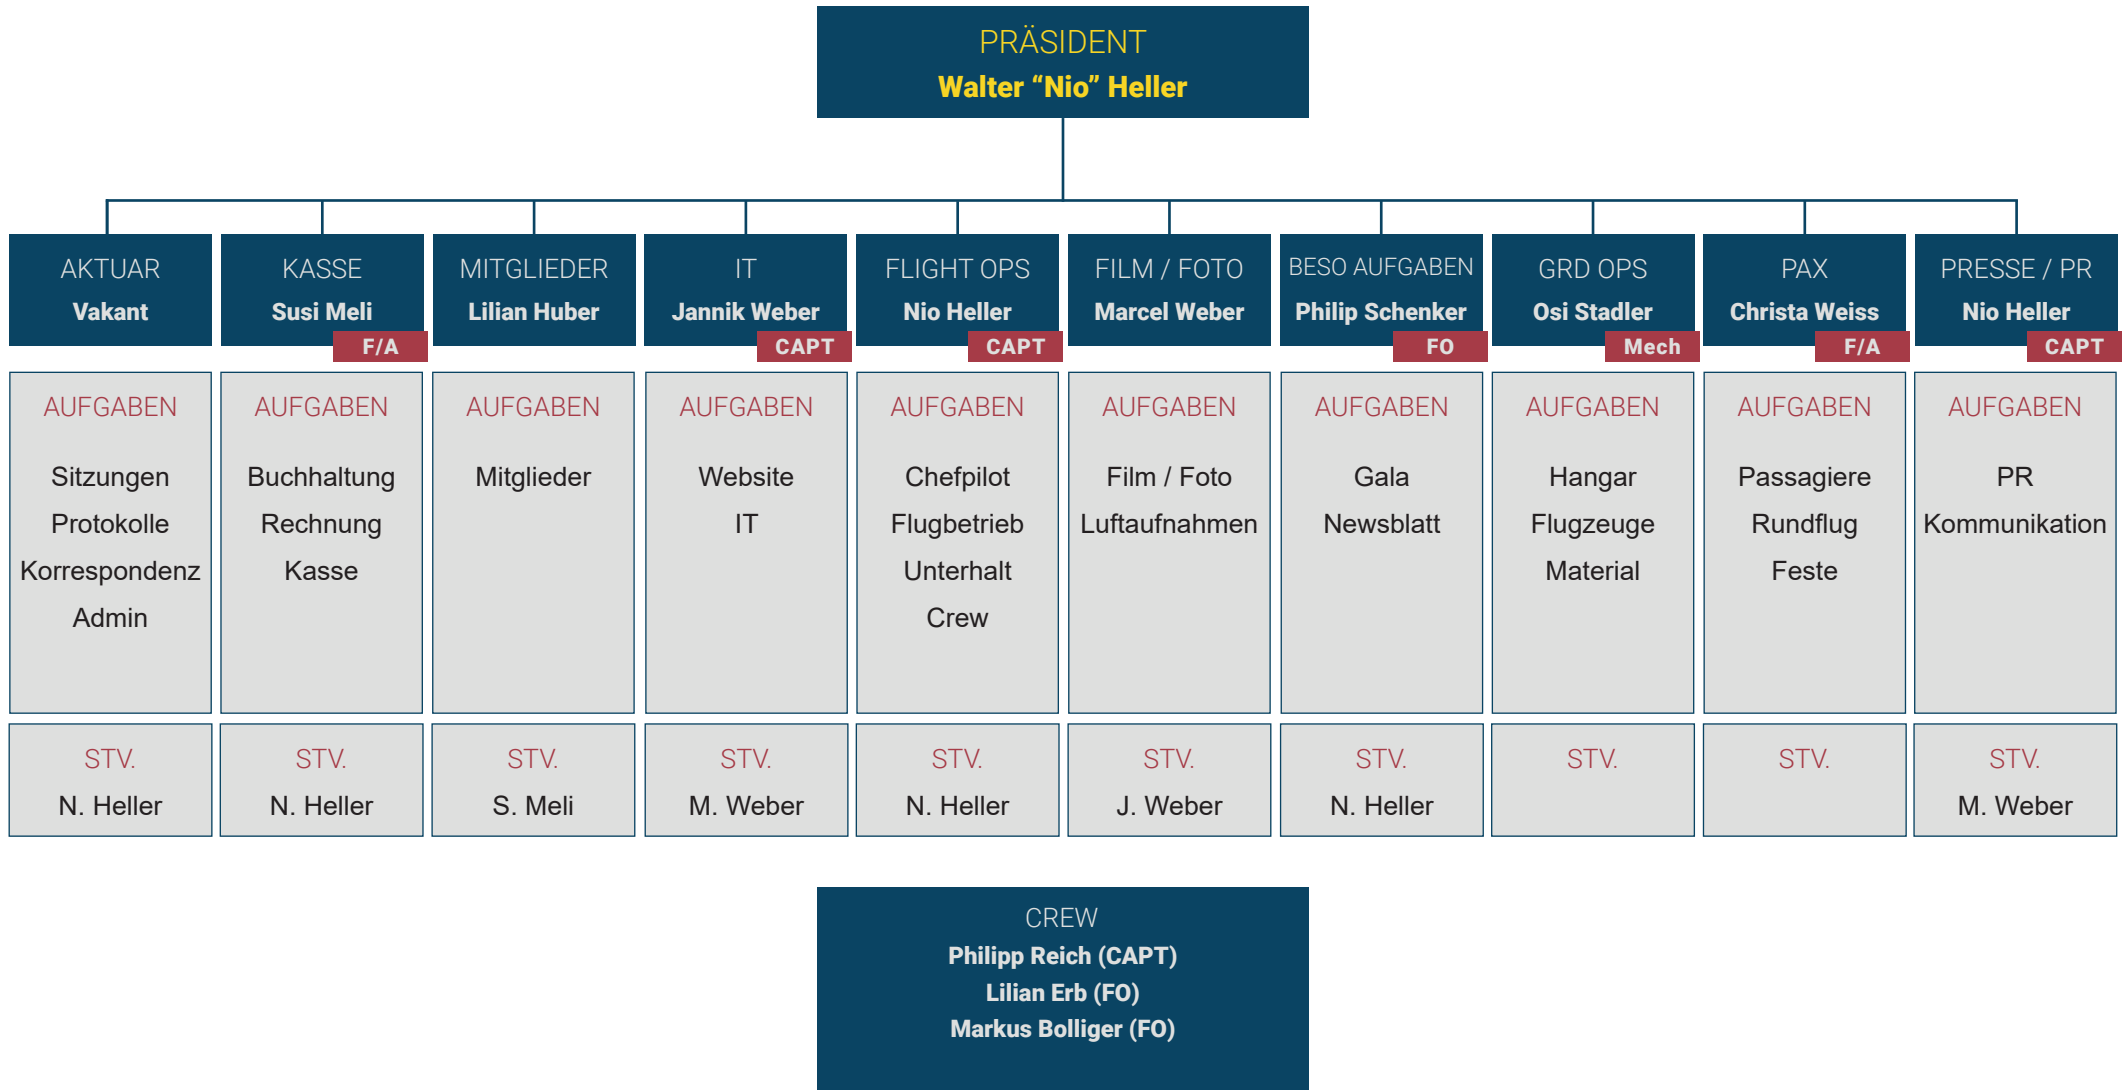 PRÄSIDENT
Walter “Nio” Heller
AKTUAR
Vakant
KASSE
Susi Meli
F/A
MITGLIEDER
Lilian Huber
IT
Jannik Weber
CAPT
FLIGHT OPS
Nio Heller
CAPT
FILM / FOTO
Marcel Weber
BESO AUFGABEN
Philip Schenker
FO
GRD OPS
Osi Stadler
Mech
PAX
Christa Weiss
F/A
PRESSE / PR
Nio Heller
CAPT
AUFGABEN
Sitzungen
Protokolle
Korrespondenz
Admin
AUFGABEN
Buchhaltung
Rechnung
Kasse
AUFGABEN
Mitglieder
AUFGABEN
Website
IT
AUFGABEN
Chefpilot
Flugbetrieb
Unterhalt
Crew
AUFGABEN
Film / Foto
Luftaufnahmen
AUFGABEN
Gala
Newsblatt
AUFGABEN
Hangar
Flugzeuge
Material
AUFGABEN
Passagiere
Rundflug
Feste
AUFGABEN
PR
Kommunikation
STV.
N. Heller
STV.
N. Heller
STV.
S. Meli
STV.
M. Weber
STV.
N. Heller
STV.
J. Weber
STV.
N. Heller
STV.
STV.
STV.
M. Weber
CREW
Philipp Reich (CAPT)
Lilian Erb (FO)
Markus Bolliger (FO)